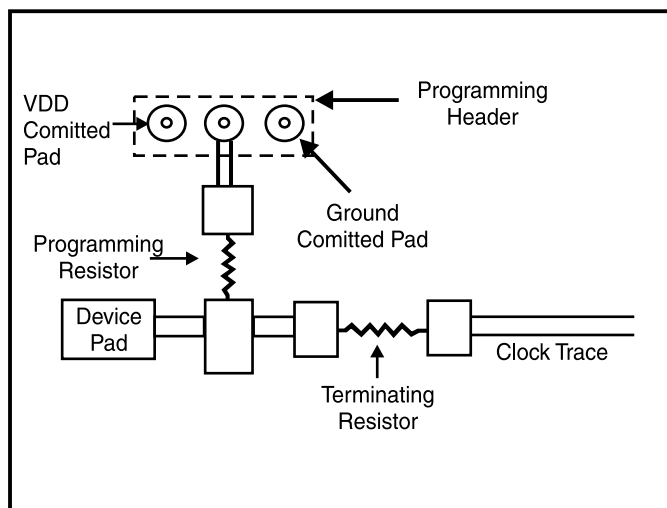 VDD
Comitted
Pad
Programming
Header
Ground
Comitted Pad
Programming
Resistor
Device
Pad
Clock Trace
Terminating
Resistor